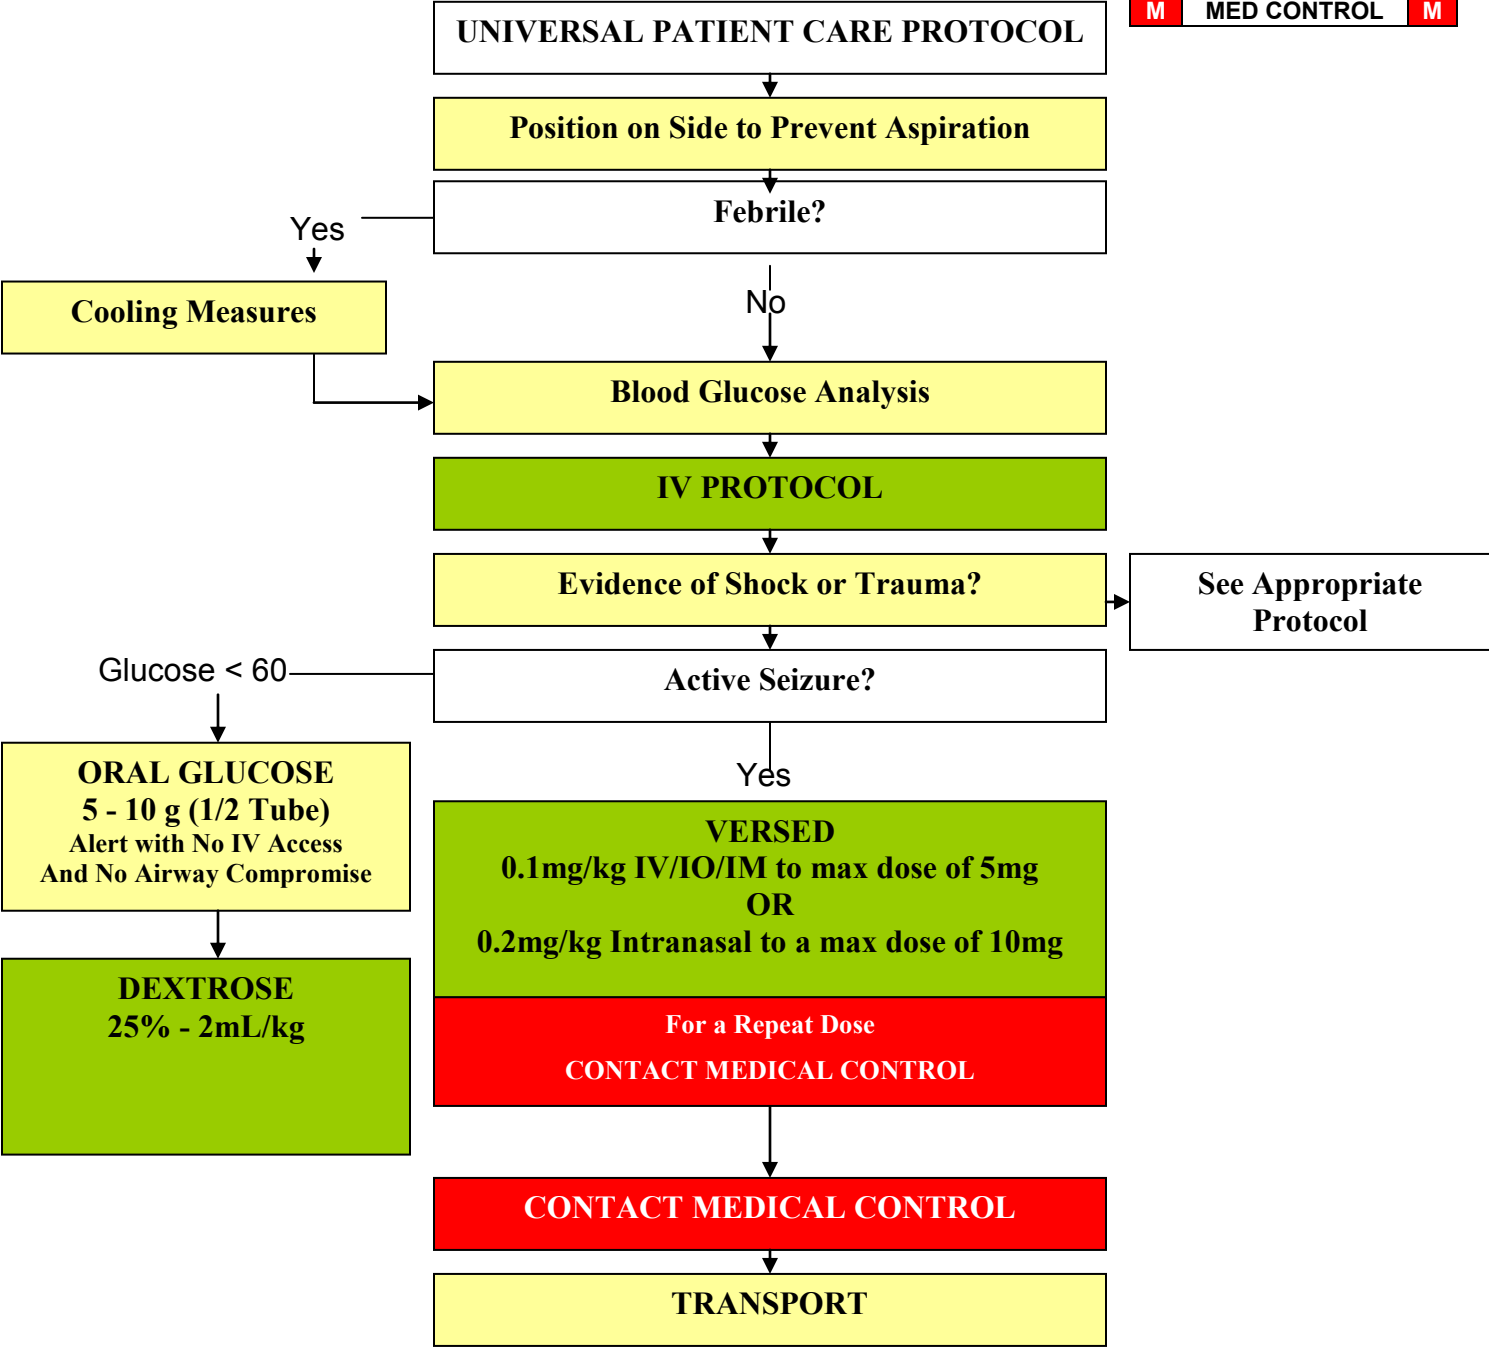 M MED CONTROL M
UNIVERSAL PATIENT CARE PROTOCOL
Position on Side to Prevent Aspiration
Febrile?
Yes
Cooling Measures
No
Blood Glucose Analysis
IV PROTOCOL
Evidence of Shock or Trauma?
See Appropriate
Protocol
Active Seizure?
Glucose < 60
ORAL GLUCOSE
5 - 10 g (1/2 Tube)
Alert with No IV Access
And No Airway Compromise
DEXTROSE
25% - 2mL/kg
Yes
VERSED
0.1mg/kg IV/IO/IM to max dose of 5mg
OR
0.2mg/kg Intranasal to a max dose of 10mg
For a Repeat Dose
CONTACT MEDICAL CONTROL
CONTACT MEDICAL CONTROL
TRANSPORT